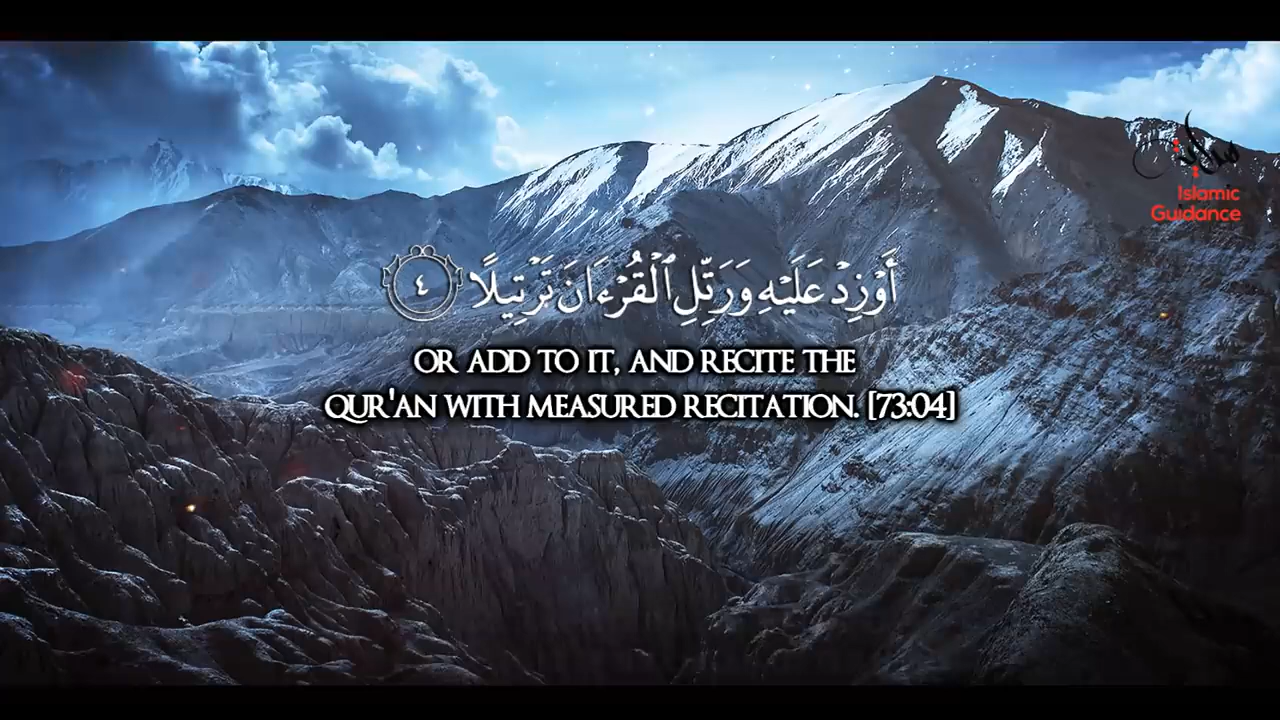 أَوْ زِدْ عَلَيْهِ وَرَتِّلِ ٱلْقُرْءَانَ تَرْتِيلًا ٤
OR ADD TO IT, AND RECITE THE
QUR'AN WITH MEASURED RECITATION. [73:04]
Islamic
Guidance